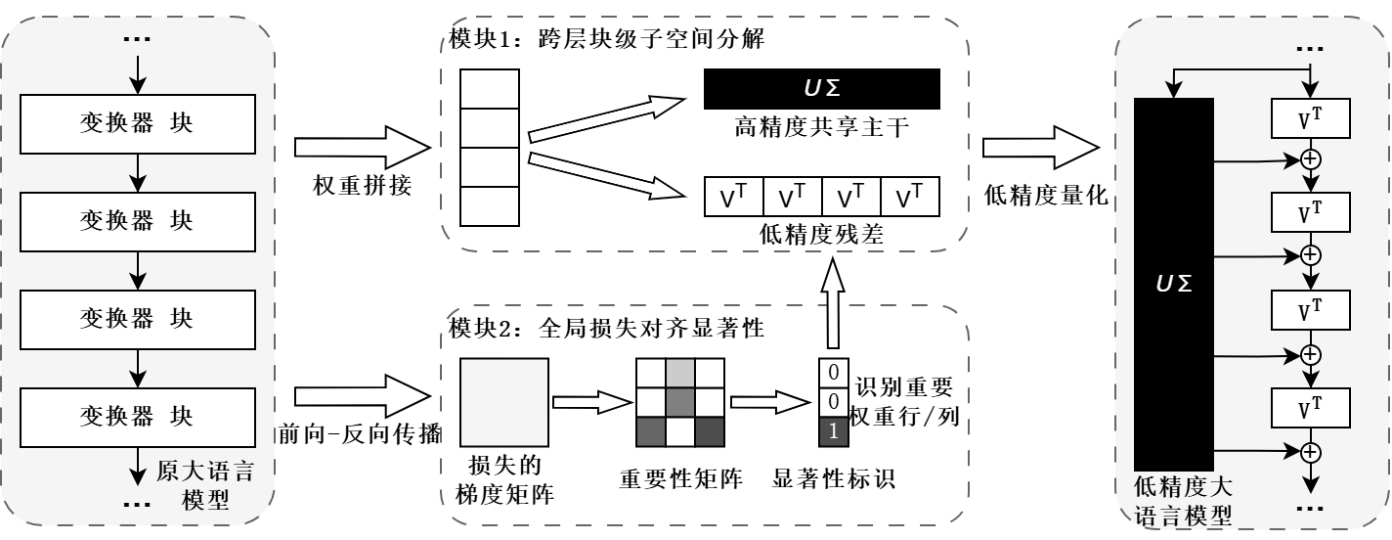 ...
变换器 块
变换器 块
变换器 块
变换器 块
原大语言
模型
...
权重拼接
前向-反向传播
模块1：跨层块级子空间分解
UΣ
高精度共享主干
V^T V^T V^T V^T
低精度残差
模块2：全局损失对齐显著性
损失的
梯度矩阵
重要性矩阵
0
0
1
识别重要
权重行/列
显著性标识
低精度量化
...
V^T
V^T
UΣ
V^T
V^T
低精度大
语言模型
...